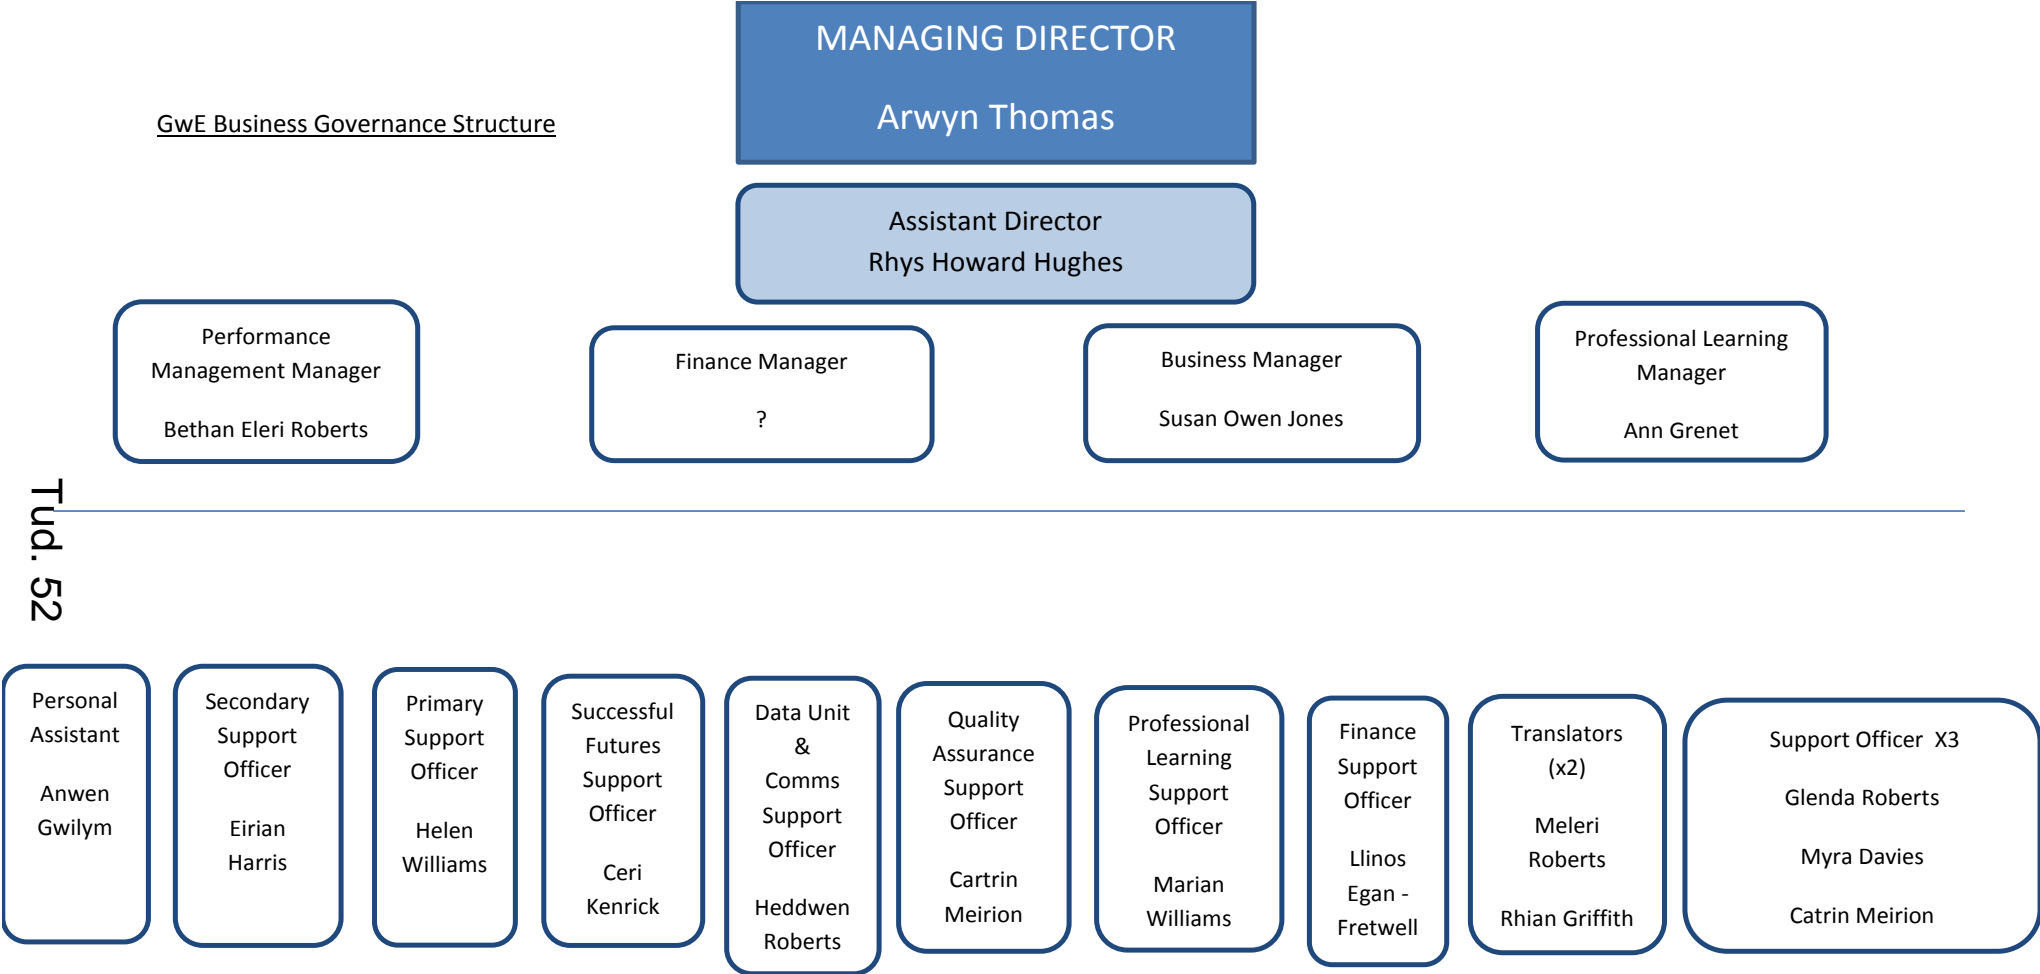 MANAGING DIRECTOR
Arwyn Thomas
GwE Business Governance Structure
Assistant Director
Rhys Howard Hughes
Performance
Management Manager
Bethan Eleri Roberts
Finance Manager
?
Business Manager
Susan Owen Jones
Professional Learning
Manager
Ann Grenet
Tud. 52
Personal
Assistant
Anwen
Gwilym
Secondary
Support
Officer
Eirian
Harris
Primary
Support
Officer
Helen
Williams
Successful
Futures
Support
Officer
Ceri
Kenrick
Data Unit
&
Comms
Support
Officer
Heddwen
Roberts
Quality
Assurance
Support
Officer
Cartrin
Meirion
Professional
Learning
Support
Officer
Marian
Williams
Finance
Support
Officer
Llinos
Egan -
Fretwell
Translators
(x2)
Meleri
Roberts
Rhian Griffith
Support Officer  X3
Glenda Roberts
Myra Davies
Catrin Meirion